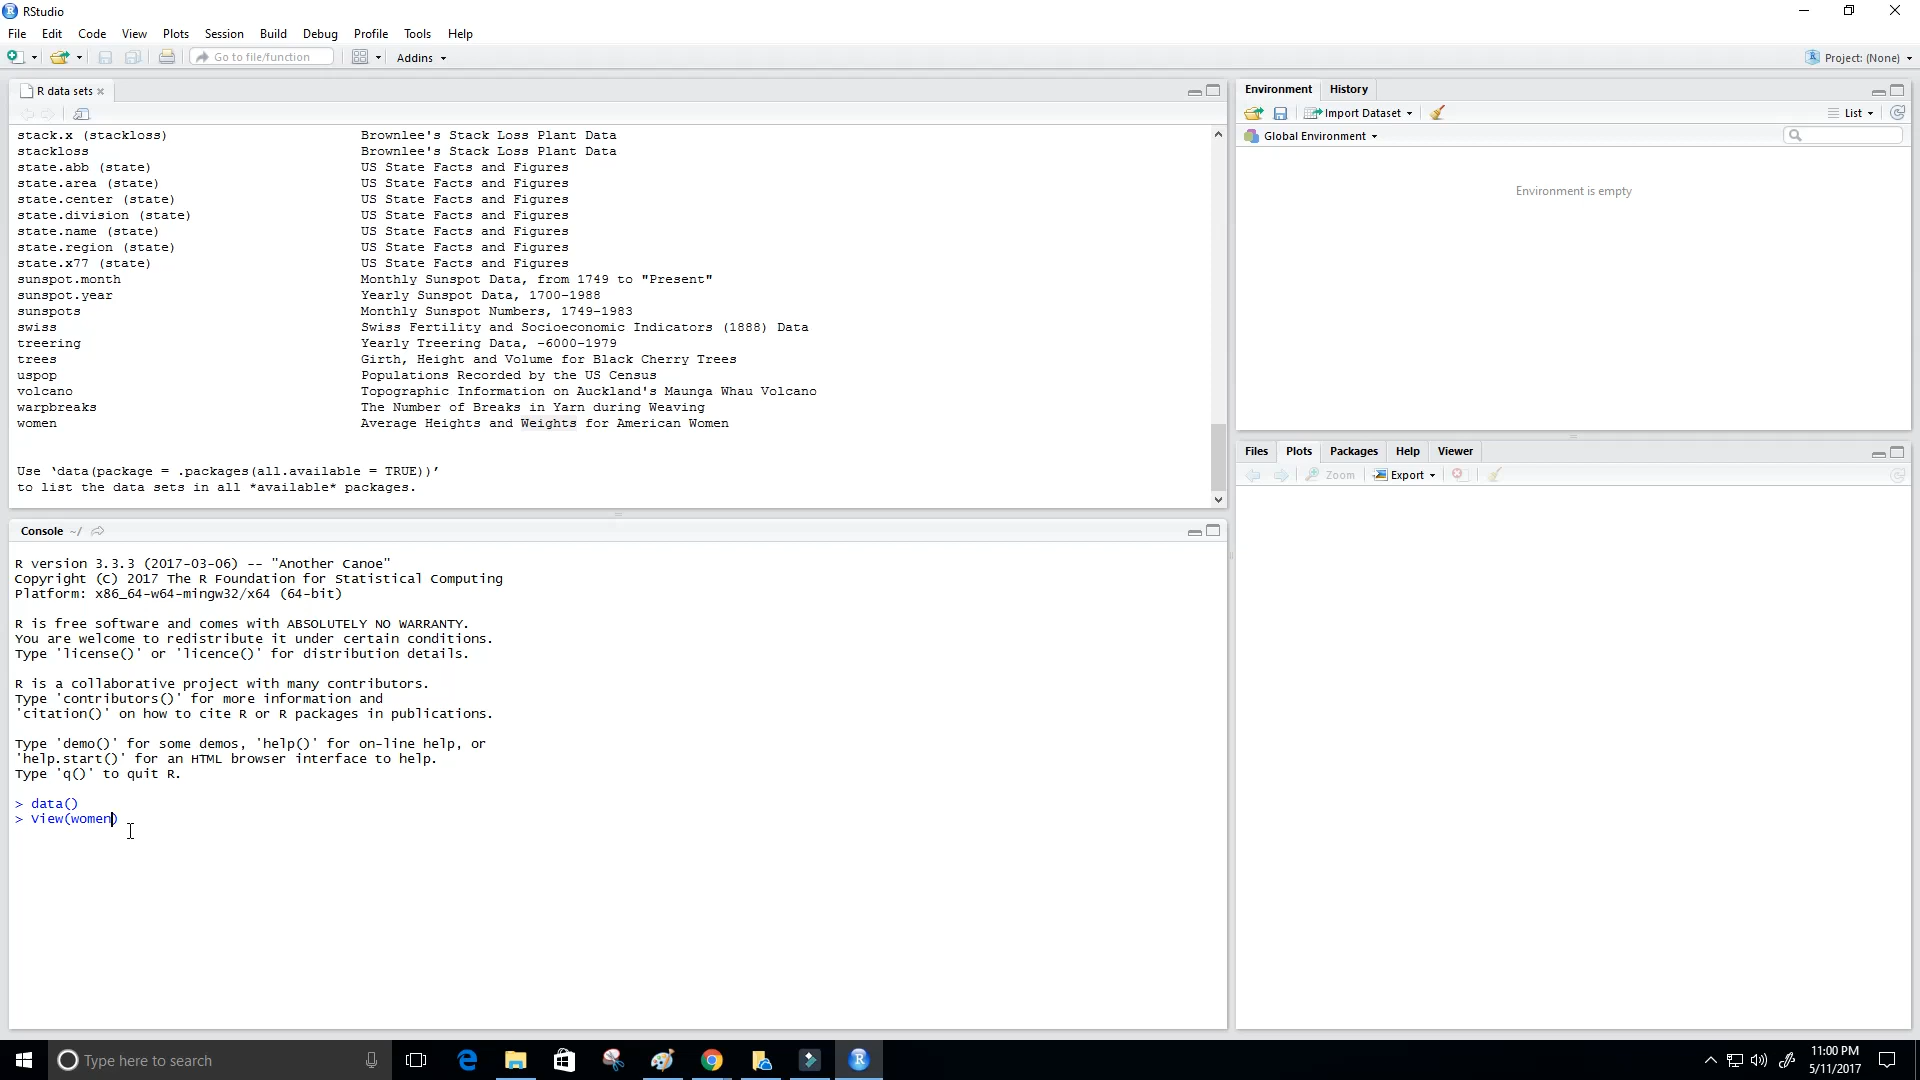 RStudio
File Edit Code View Plots Session Build Debug Profile Tools Help
Go to file/function Addins Project: (None)
R data sets
stack.x (stackloss) Brownlee's Stack Loss Plant Data
stackloss Brownlee's Stack Loss Plant Data
state.abb (state) US State Facts and Figures
state.area (state) US State Facts and Figures
state.center (state) US State Facts and Figures
state.division (state) US State Facts and Figures
state.name (state) US State Facts and Figures
state.region (state) US State Facts and Figures
state.x77 (state) US State Facts and Figures
sunspot.month Monthly Sunspot Data, from 1749 to "Present"
sunspot.year Yearly Sunspot Data, 1700-1988
sunspots Monthly Sunspot Numbers, 1749-1983
swiss Swiss Fertility and Socioeconomic Indicators (1888) Data
treering Yearly Treering Data, -6000-1979
trees Girth, Height and Volume for Black Cherry Trees
uspop Populations Recorded by the US Census
volcano Topographic Information on Auckland's Maunga Whau Volcano
warpbreaks The Number of Breaks in Yarn during Weaving
women Average Heights and Weights for American Women
Use ‘data(package = .packages(all.available = TRUE))’
to list the data sets in all *available* packages.
Console ~/
R version 3.3.3 (2017-03-06) -- "Another Canoe"
Copyright (C) 2017 The R Foundation for Statistical Computing
Platform: x86_64-w64-mingw32/x64 (64-bit)
R is free software and comes with ABSOLUTELY NO WARRANTY.
You are welcome to redistribute it under certain conditions.
Type 'license()' or 'licence()' for distribution details.
R is a collaborative project with many contributors.
Type 'contributors()' for more information and
'citation()' on how to cite R or R packages in publications.
Type 'demo()' for some demos, 'help()' for on-line help, or
'help.start()' for an HTML browser interface to help.
Type 'q()' to quit R.
> data()
> View(women)
Environment History
Import Dataset List
Global Environment
Environment is empty
Files Plots Packages Help Viewer
Zoom Export
Type here to search
11:00 PM
5/11/2017